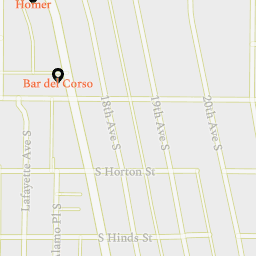 Homer
Bar del Corso
18th Ave S
19th Ave S
20th Ave S
S Horton St
Lafayette Ave S
Alamo Pl S
S Hinds St